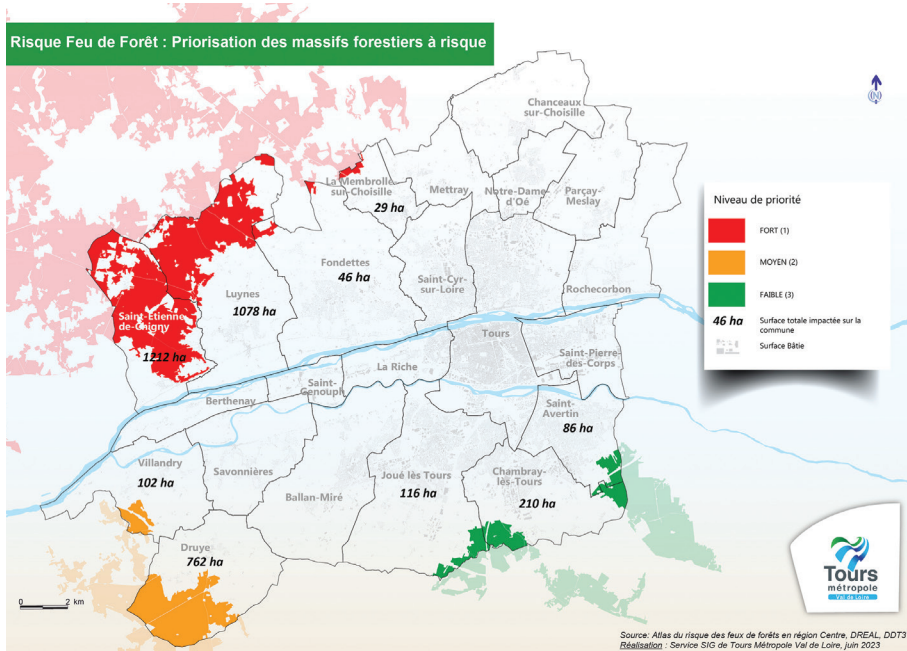 Risque Feu de Forêt : Priorisation des massifs forestiers à risque
Chanceaux
sur-Choisille
La Membrolle
sur-Choisille
29 ha
Mettray
Notre-Dame-
d'Oé
Parçay-
Meslay
Fondettes
46 ha
Saint-Cyr-
sur-Loire
Rochecorbon
Luynes
1078 ha
Saint-Etienne
de-Chigny
1212 ha
Tours
La Riche
Saint-
Genouph
Saint-Pierre-
des-Corps
Berthenay
Saint-
Avertin
86 ha
Villandry
102 ha
Savonnières
Ballan-Miré
Joué lès Tours
116 ha
Chambray-
lès-Tours
210 ha
Druye
762 ha
0 2 km
(N)
Niveau de priorité
FORT (1)
MOYEN (2)
FAIBLE (3)
46 ha Surface totale impactée sur la
commune
Surface Bâtie
Tours
métropole
Val de Loire
Source: Atlas du risque des feux de forêts en région Centre, DREAL, DDT3
Réalisation : Service SIG de Tours Métropole Val de Loire, juin 2023